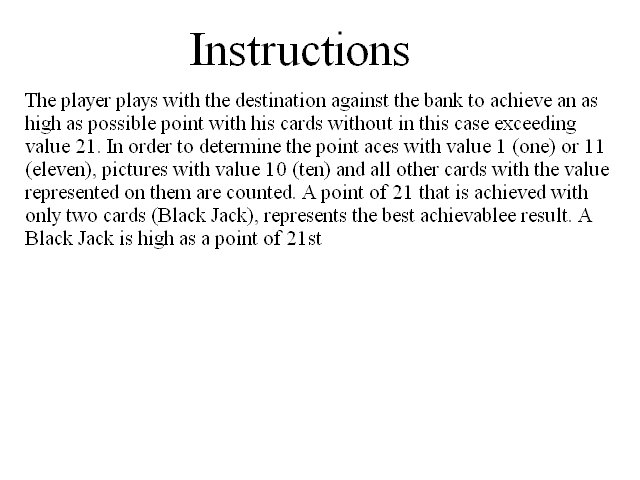 Instructions
The player plays with the destination against the bank to achieve an as
high as possible point with his cards without in this case exceeding
value 21. In order to determine the point aces with value 1 (one) or 11
(eleven), pictures with value 10 (ten) and all other cards with the value
represented on them are counted. A point of 21 that is achieved with
only two cards (Black Jack), represents the best achievablee result. A
Black Jack is high as a point of 21st